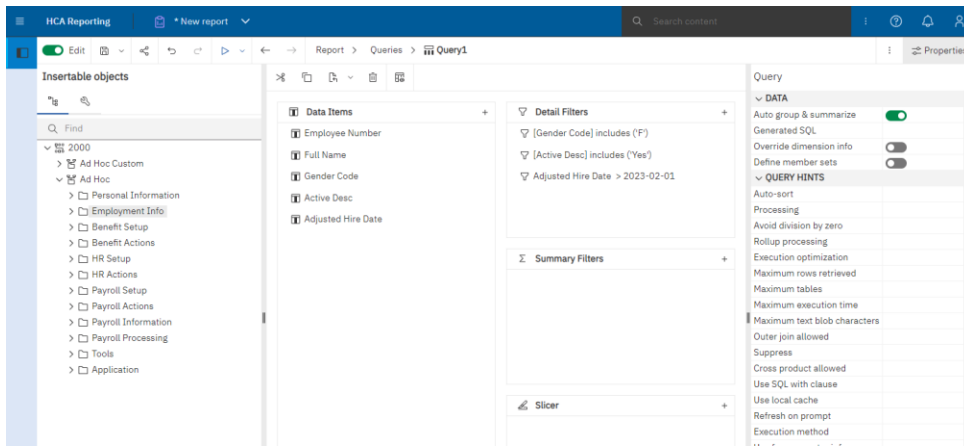 HCA Reporting
* New report
Search content
Edit
Report > Queries > Query1
Properties
Insertable objects
Find
2000
Ad Hoc Custom
Ad Hoc
Personal Information
Employment Info
Benefit Setup
Benefit Actions
HR Setup
HR Actions
Payroll Setup
Payroll Actions
Payroll Information
Payroll Processing
Tools
Application
Data Items
Employee Number
Full Name
Gender Code
Active Desc
Adjusted Hire Date
Detail Filters
[Gender Code] includes ('F')
[Active Desc] includes ('Yes')
Adjusted Hire Date > 2023-02-01
Summary Filters
Slicer
Query
DATA
Auto group & summarize
Generated SQL
Override dimension info
Define member sets
QUERY HINTS
Auto-sort
Processing
Avoid division by zero
Rollup processing
Execution optimization
Maximum rows retrieved
Maximum tables
Maximum execution time
Maximum text blob characters
Outer join allowed
Suppress
Cross product allowed
Use SQL with clause
Use local cache
Refresh on prompt
Execution method